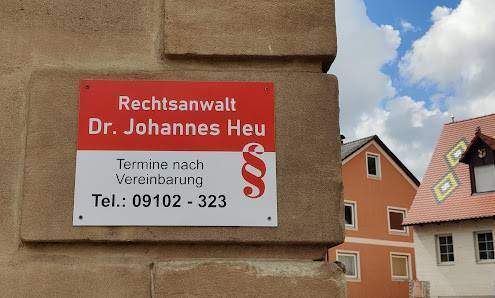 Rechtsanwalt
Dr. Johannes Heu
§
Termine nach
Vereinbarung
Tel.: 09102 - 323